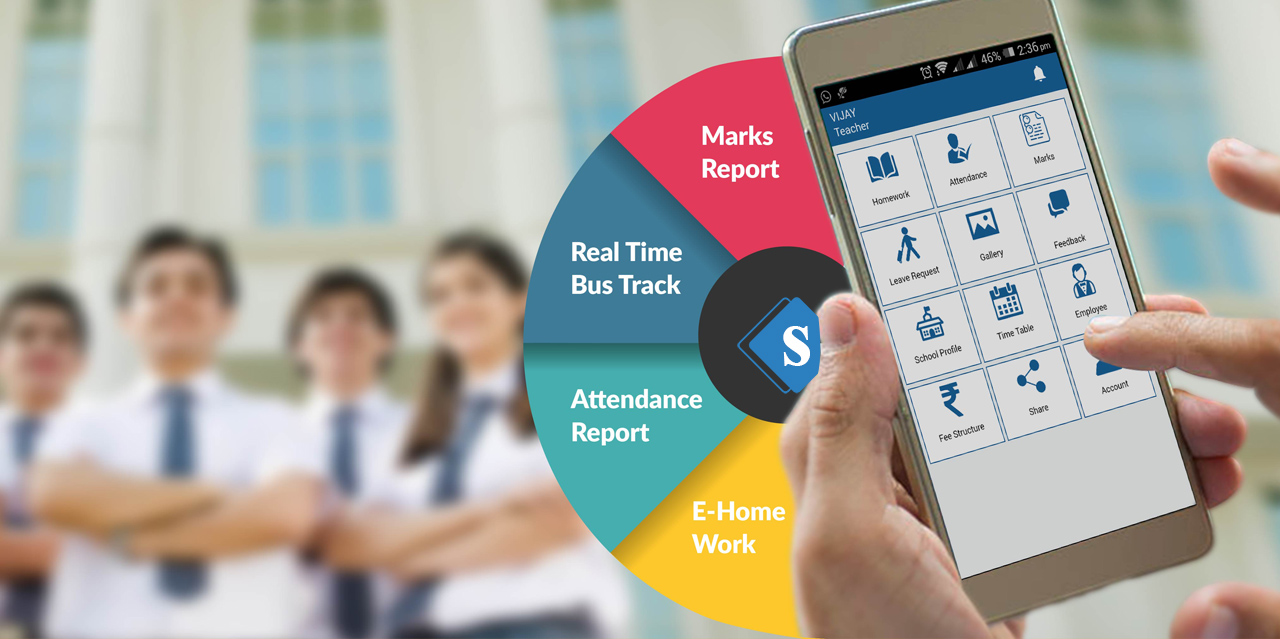 Marks
Report
Real Time
Bus Track
Attendance
Report
E-Home
Work
S
46% 2:36 pm
VIJAY
Teacher
Homework
Attendance
Marks
Leave Request
Gallery
Feedback
School Profile
Time Table
Employee
Fee Structure
Share
Account